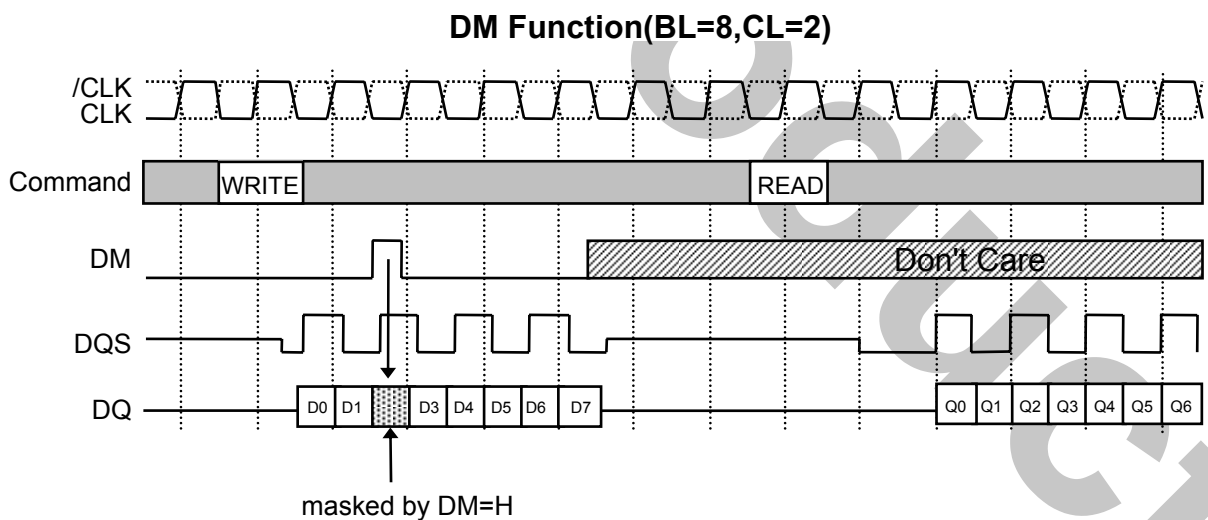 DM Function(BL=8,CL=2)
/CLK
CLK
Command
WRITE
READ
DM
Don't Care
DQS
DQ
D0 D1 D3 D4 D5 D6 D7
Q0 Q1 Q2 Q3 Q4 Q5 Q6
masked by DM=H